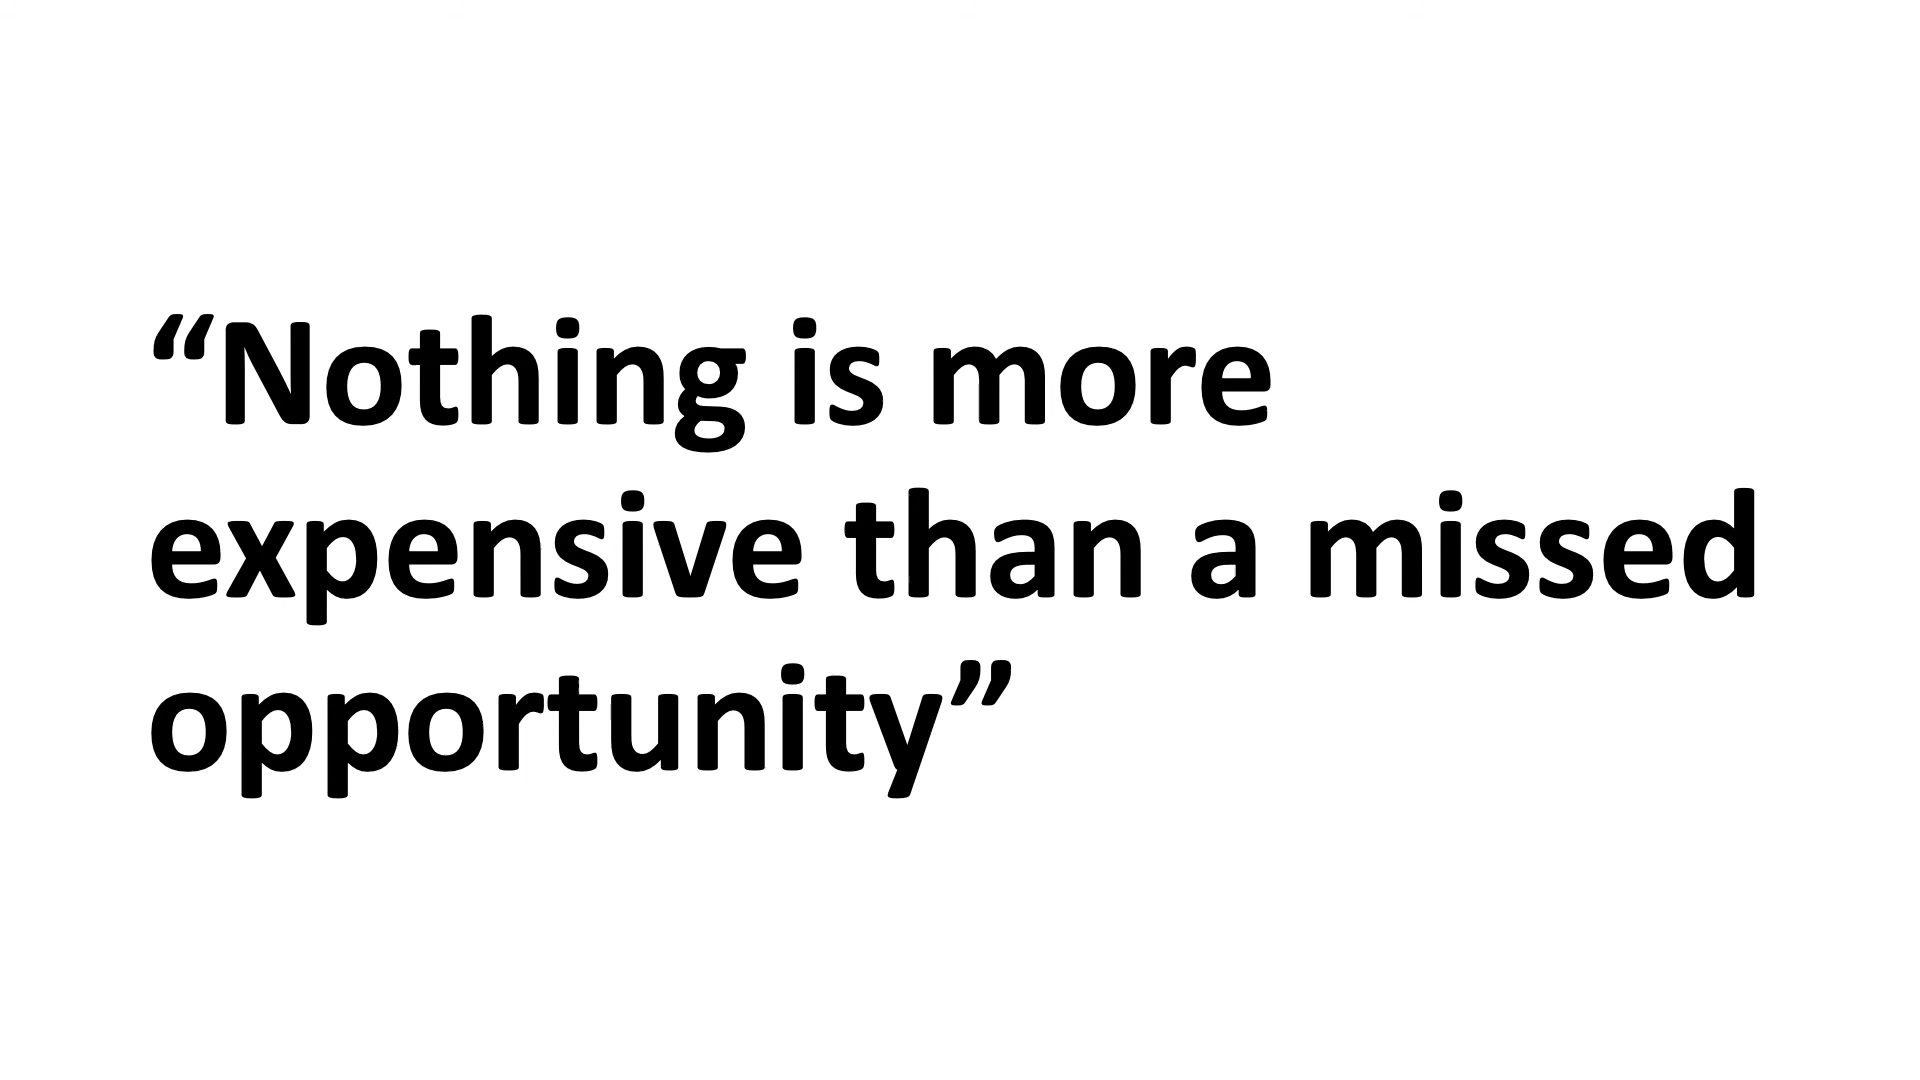 “Nothing is more
expensive than a missed
opportunity”